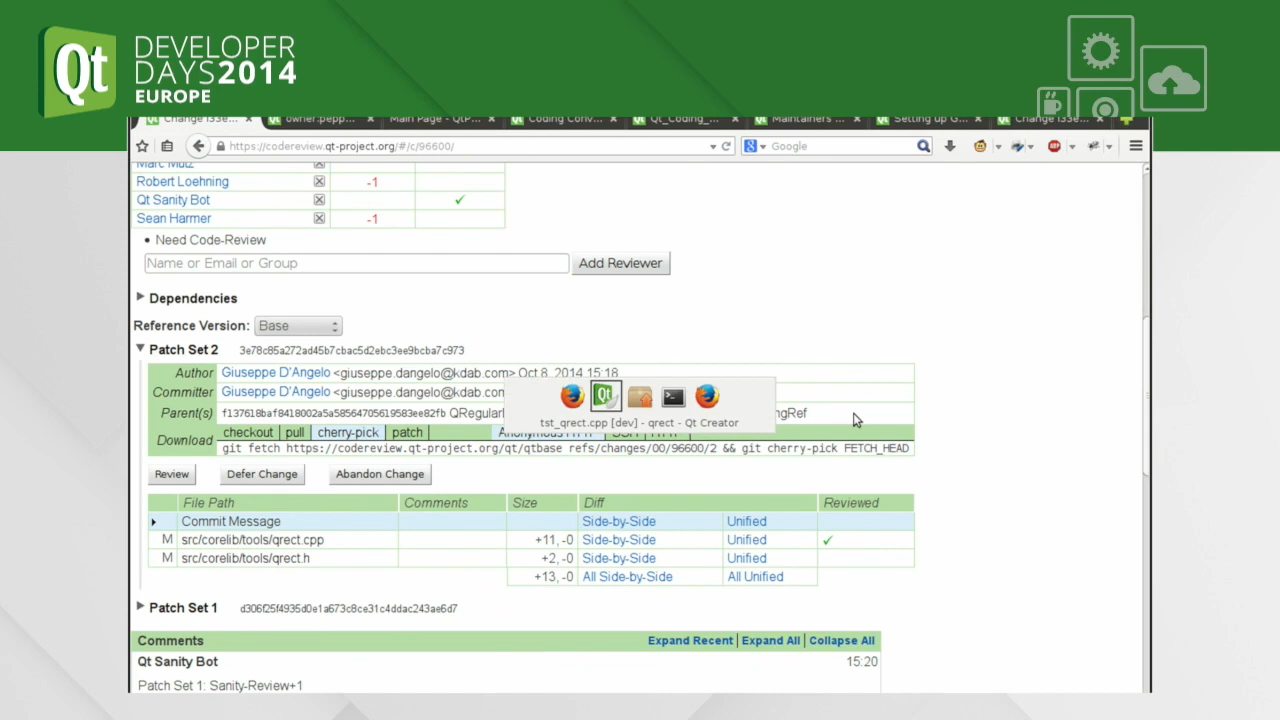 Qt
DEVELOPER
DAYS2014
EUROPE
Change I33e...
owner:pepp...
Main Page - QtP...
Coding Conv...
Qt_Coding_...
Maintainers ...
Setting up G...
Change I33e...
https://codereview.qt-project.org/#/c/96600/
Google
Marc Mutz
Robert Loehning -1
Qt Sanity Bot ✓
Sean Harmer -1
• Need Code-Review
Name or Email or Group Add Reviewer
Dependencies
Reference Version: Base
Patch Set 2 3e78c85a272ad45b7cbac5d2ebc3ee9bcba7c973
Author Giuseppe D'Angelo <giuseppe.dangelo@kdab.com> Oct 8, 2014 15:18
Committer Giuseppe D'Angelo <giuseppe.dangelo@kdab.com
Parent(s) f137618baf8418002a5a58564705619583ee82fb QRegularl ngRef
tst_qrect.cpp [dev] - qrect - Qt Creator
Download checkout pull cherry-pick patch Anonymous HTTP SSH HTTP
git fetch https://codereview.qt-project.org/qt/qtbase refs/changes/00/96600/2 && git cherry-pick FETCH_HEAD
Review Defer Change Abandon Change
File Path Comments Size Diff Reviewed
Commit Message Side-by-Side Unified
M src/corelib/tools/qrect.cpp +11, -0 Side-by-Side Unified ✓
M src/corelib/tools/qrect.h +2, -0 Side-by-Side Unified
+13, -0 All Side-by-Side All Unified
Patch Set 1 d306f25f4935d0e1a673c8ce31c4ddac243ae6d7
Comments Expand Recent Expand All Collapse All
Qt Sanity Bot 15:20
Patch Set 1: Sanity-Review+1